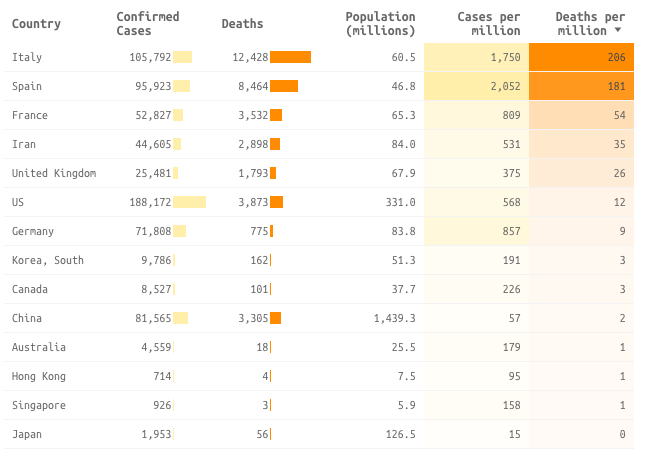 Country Confirmed Cases Deaths Population (millions) Cases per million Deaths per million ▼
Italy 105,792 12,428 60.5 1,750 206
Spain 95,923 8,464 46.8 2,052 181
France 52,827 3,532 65.3 809 54
Iran 44,605 2,898 84.0 531 35
United Kingdom 25,481 1,793 67.9 375 26
US 188,172 3,873 331.0 568 12
Germany 71,808 775 83.8 857 9
Korea, South 9,786 162 51.3 191 3
Canada 8,527 101 37.7 226 3
China 81,565 3,305 1,439.3 57 2
Australia 4,559 18 25.5 179 1
Hong Kong 714 4 7.5 95 1
Singapore 926 3 5.9 158 1
Japan 1,953 56 126.5 15 0